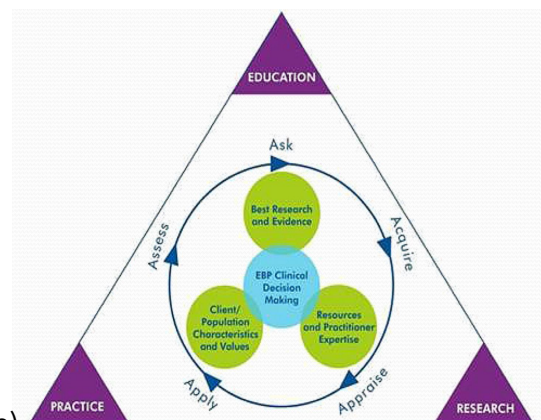 EDUCATION
Ask
Best Research
and Evidence
Assess
Acquire
EBP Clinical
Decision
Making
Client/
Population
Characteristics
and Values
Resources
and Practitioner
Expertise
Apply
Appraise
PRACTICE
RESEARCH